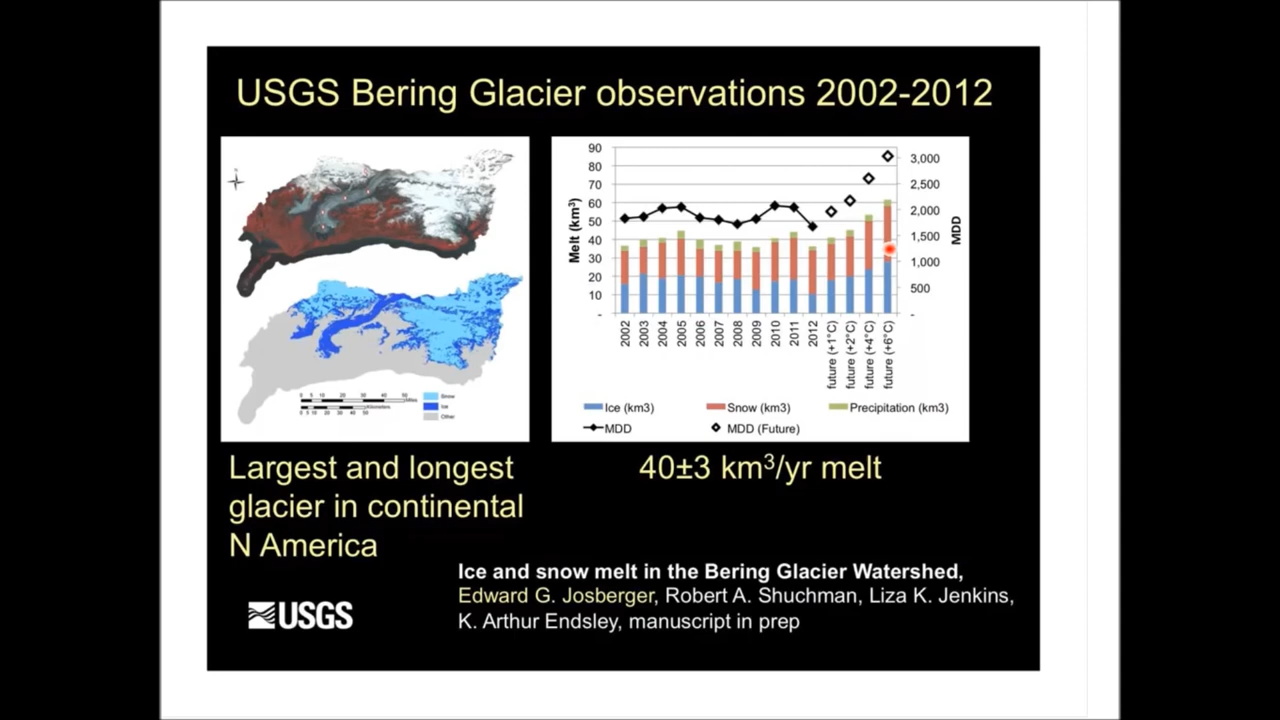 USGS Bering Glacier observations 2002-2012
Snow
Ice
Other
90
80
70
60
50
40
30
20
10
-
Melt (km³)
3,000
2,500
2,000
1,500
1,000
500
-
MDD
2002
2003
2004
2005
2006
2007
2008
2009
2010
2011
2012
future (+1°C)
future (+2°C)
future (+4°C)
future (+6°C)
Ice (km3)
Snow (km3)
Precipitation (km3)
MDD
MDD (Future)
Largest and longest
glacier in continental
N America
40±3 km³/yr melt
Ice and snow melt in the Bering Glacier Watershed,
Edward G. Josberger, Robert A. Shuchman, Liza K. Jenkins,
K. Arthur Endsley, manuscript in prep
USGS